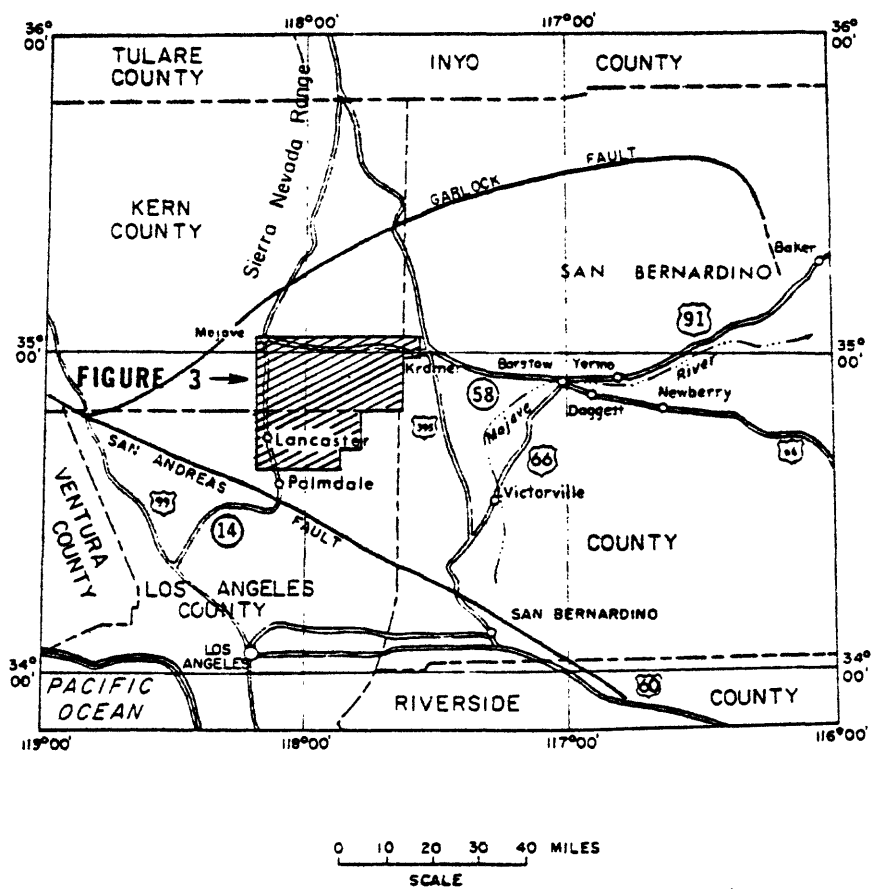 118°00'
117°00'
36°
00'
36°
00'
TULARE
COUNTY
INYO COUNTY
Sierra Nevada Range
GARLOCK FAULT
KERN
COUNTY
Baker
SAN BERNARDINO
91
Mojave
35°
00'
35°
00'
Kramer
Barstow
Yermo
River
FIGURE 3
58
Daggett
Newberry
Mojave
395
Lancaster
66
66
SAN ANDREAS FAULT
Palmdale
Victorville
99
14
VENTURA
COUNTY
COUNTY
LOS ANGELES
COUNTY
SAN BERNARDINO
LOS
ANGELES
34°
00'
34°
00'
60
PACIFIC
OCEAN
RIVERSIDE COUNTY
119°00'
118°00'
117°00'
116°00'
0 10 20 30 40 MILES
SCALE